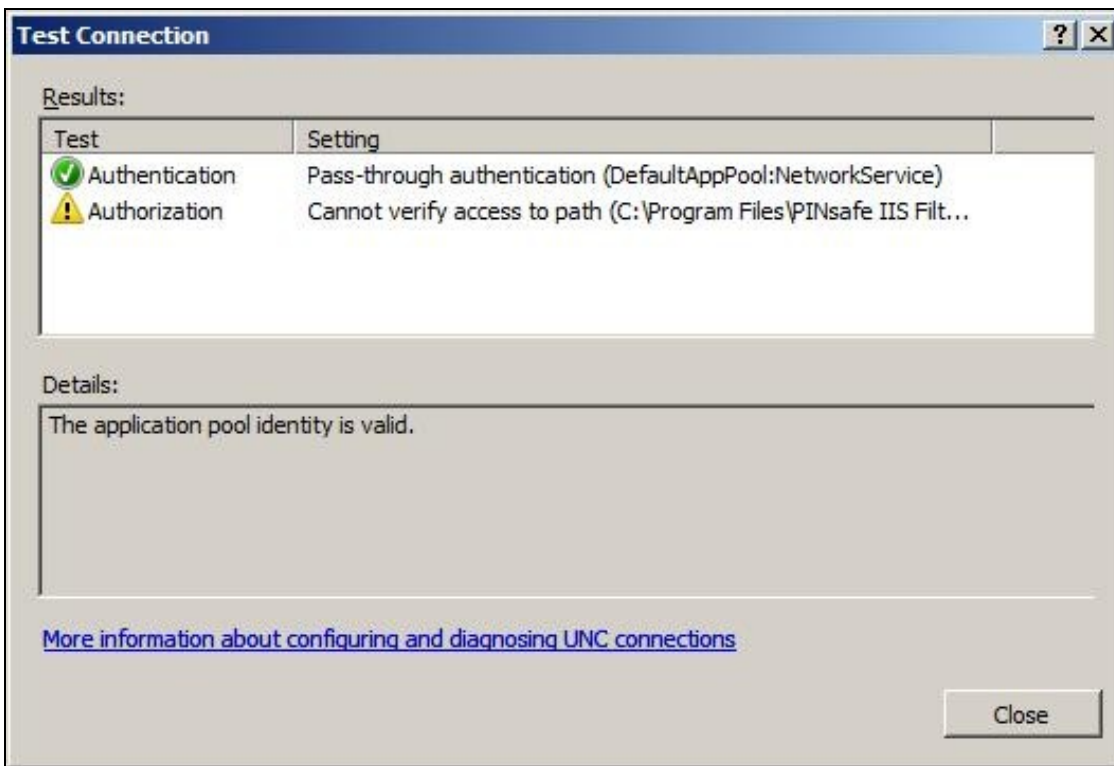 Test Connection
Results:
Test Setting
Authentication Pass-through authentication (DefaultAppPool:NetworkService)
Authorization Cannot verify access to path (C:\Program Files\PINsafe IIS Filt...
Details:
The application pool identity is valid.
More information about configuring and diagnosing UNC connections
Close